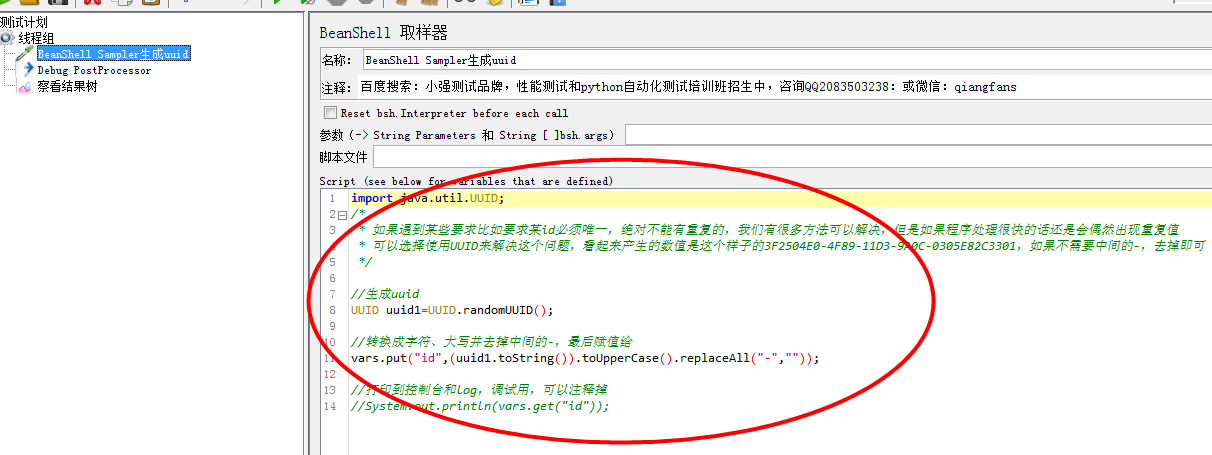 测试计划
线程组
BeanShell Sampler生成uuid
Debug PostProcessor
察看结果树
BeanShell 取样器
名称： BeanShell Sampler生成uuid
注释： 百度搜索：小强测试品牌，性能测试和python自动化测试培训班招生中，咨询QQ2083503238：或微信：qiangfans
Reset bsh.Interpreter before each call
参数 (-> String Parameters 和 String [ ]bsh.args)
脚本文件
Script (see below for variables that are defined)
1 import java.util.UUID;
2 /*
3 * 如果遇到某些要求比如要求某id必须唯一，绝对不能有重复的，我们有很多方法可以解决，但是如果程序处理很快的话还是会偶然出现重复值
4 * 可以选择使用UUID来解决这个问题，看起来产生的数值是这个样子的3F2504E0-4F89-11D3-9A0C-0305E82C3301，如果不需要中间的-，去掉即可
5 */
6
7 //生成uuid
8 UUID uuid1=UUID.randomUUID();
9
10 //转换成字符、大写并去掉中间的-，最后赋值给
11 vars.put("id",(uuid1.toString()).toUpperCase().replaceAll("-",""));
12
13 //打印到控制台和log，调试用，可以注释掉
14 //System.out.println(vars.get("id"));